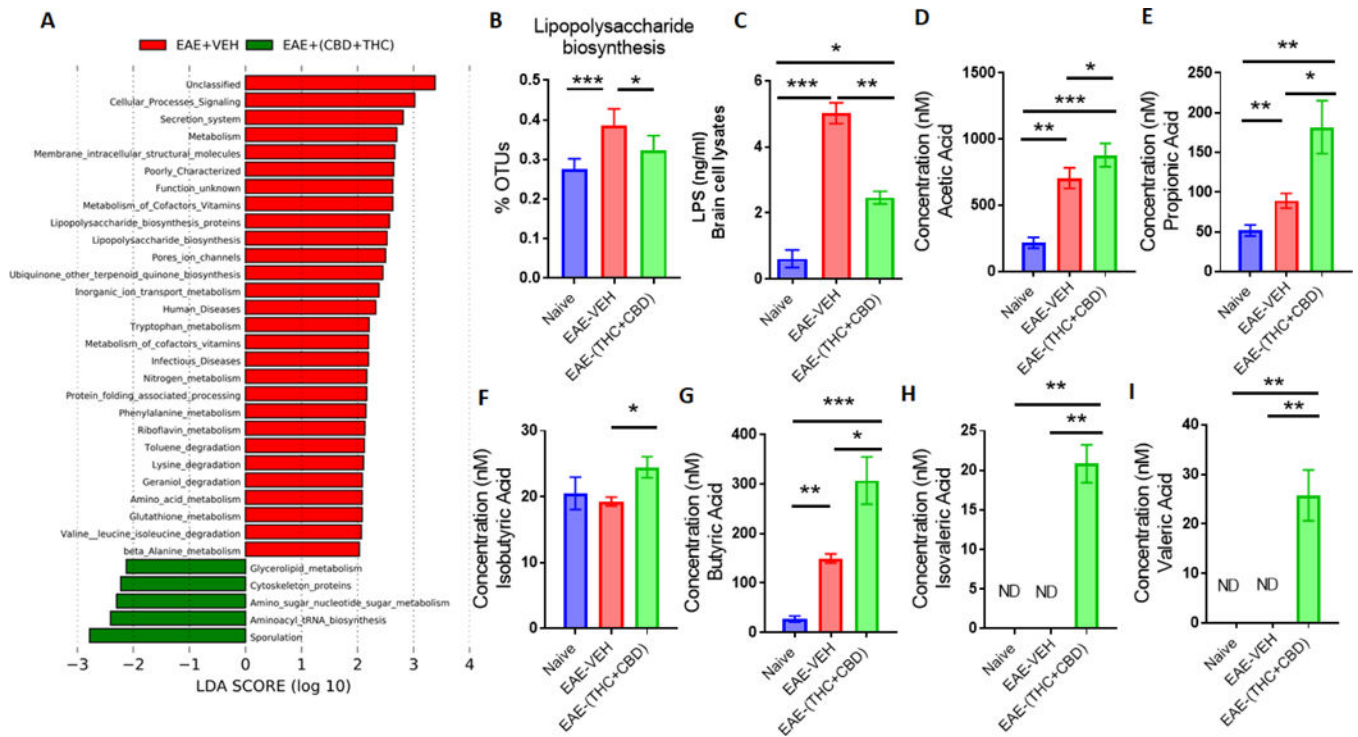 A
EAE+VEH
EAE+(CBD+THC)
Unclassified
Cellular_Processes_Signaling
Secretion_system
Metabolism
Membrane_intracellular_structural_molecules
Poorly_Characterized
Function_unknown
Metabolism_of_Cofactors_Vitamins
Lipopolysaccharide_biosynthesis_proteins
Lipopolysaccharide_biosynthesis
Pores_ion_channels
Ubiquinone_other_terpenoid_quinone_biosynthesis
Inorganic_ion_transport_metabolism
Human_Diseases
Tryptophan_metabolism
Metabolism_of_cofactors_vitamins
Infectious_Diseases
Nitrogen_metabolism
Protein_folding_associated_processing
Phenylalanine_metabolism
Riboflavin_metabolism
Toluene_degradation
Lysine_degradation
Geraniol_degradation
Amino_acid_metabolism
Glutathione_metabolism
Valine__leucine_isoleucine_degradation
beta_Alanine_metabolism
Glycerolipid_metabolism
Cytoskeleton_proteins
Amino_sugar_nucleotide_sugar_metabolism
Aminoacyl_tRNA_biosynthesis
Sporulation
−3 −2 −1 0 1 2 3 4
LDA SCORE (log 10)
B
Lipopolysaccharide
biosynthesis
*** *
% OTUs
0.5
0.4
0.3
0.2
0.1
0.0
Naive
EAE-VEH
EAE-(THC+CBD)
C
*
*** **
LPS (ng/ml)
Brain cell lysates
6
4
2
0
Naive
EAE-VEH
EAE-(THC+CBD)
D
*
***
**
Concentration (nM)
Acetic Acid
1500
1000
500
0
Naive
EAE-VEH
EAE-(THC+CBD)
E
**
*
**
Concentration (nM)
Propionic Acid
250
200
150
100
50
0
Naive
EAE-VEH
EAE-(THC+CBD)
F
*
Concentration (nM)
Isobutyric Acid
30
20
10
0
Naive
EAE-VEH
EAE-(THC+CBD)
G
***
*
**
Concentration (nM)
Butyric Acid
400
300
200
100
0
Naive
EAE-VEH
EAE-(THC+CBD)
H
**
**
Concentration (nM)
Isovaleric Acid
25
20
15
10
5
0
ND ND
Naive
EAE-VEH
EAE-(THC+CBD)
I
**
**
Concentration (nM)
Valeric Acid
40
30
20
10
0
ND ND
Naive
EAE-VEH
EAE-(THC+CBD)